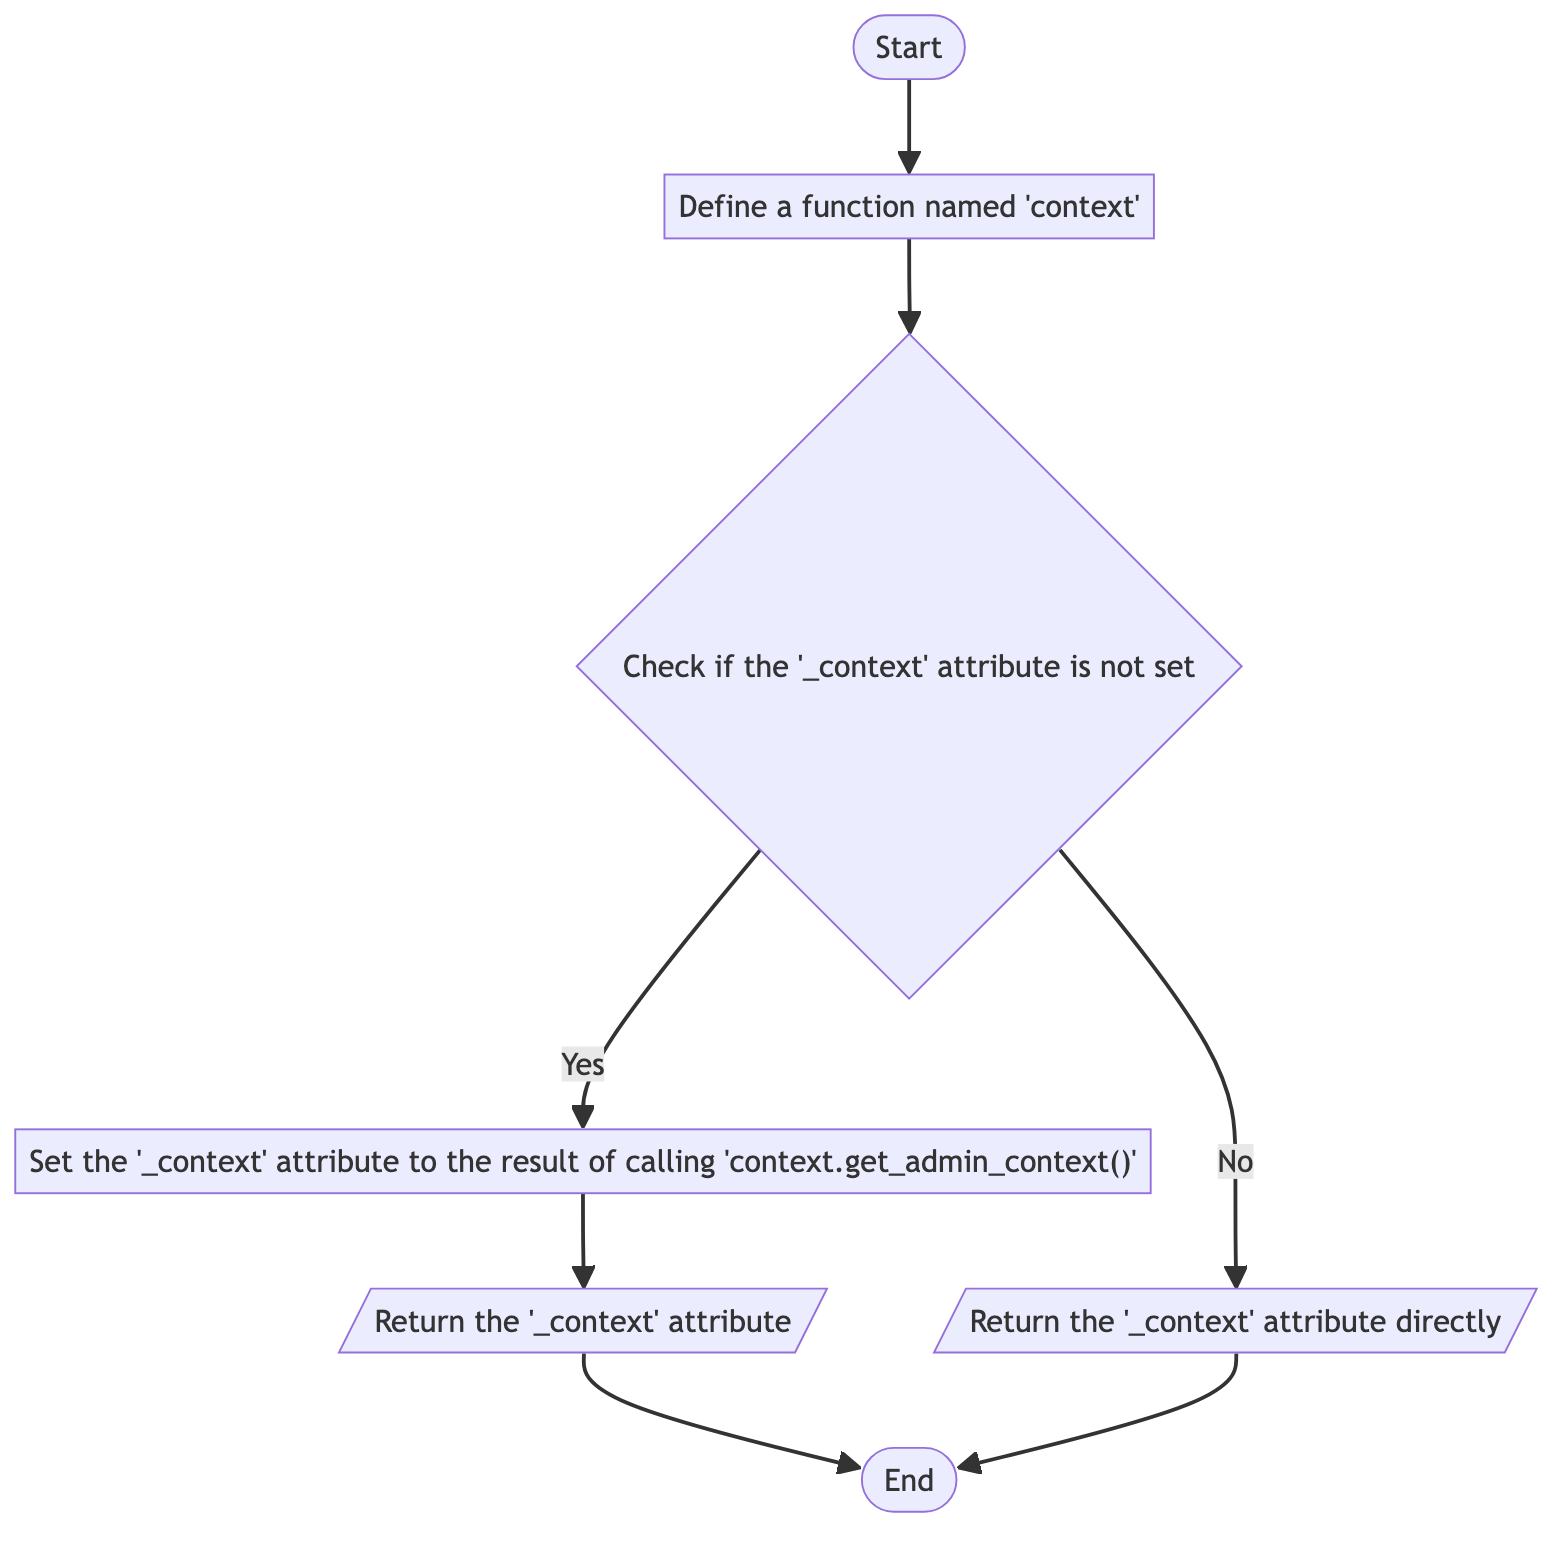 Start
Define a function named 'context'
Check if the '_context' attribute is not set
Yes
No
Set the '_context' attribute to the result of calling 'context.get_admin_context()'
Return the '_context' attribute
Return the '_context' attribute directly
End